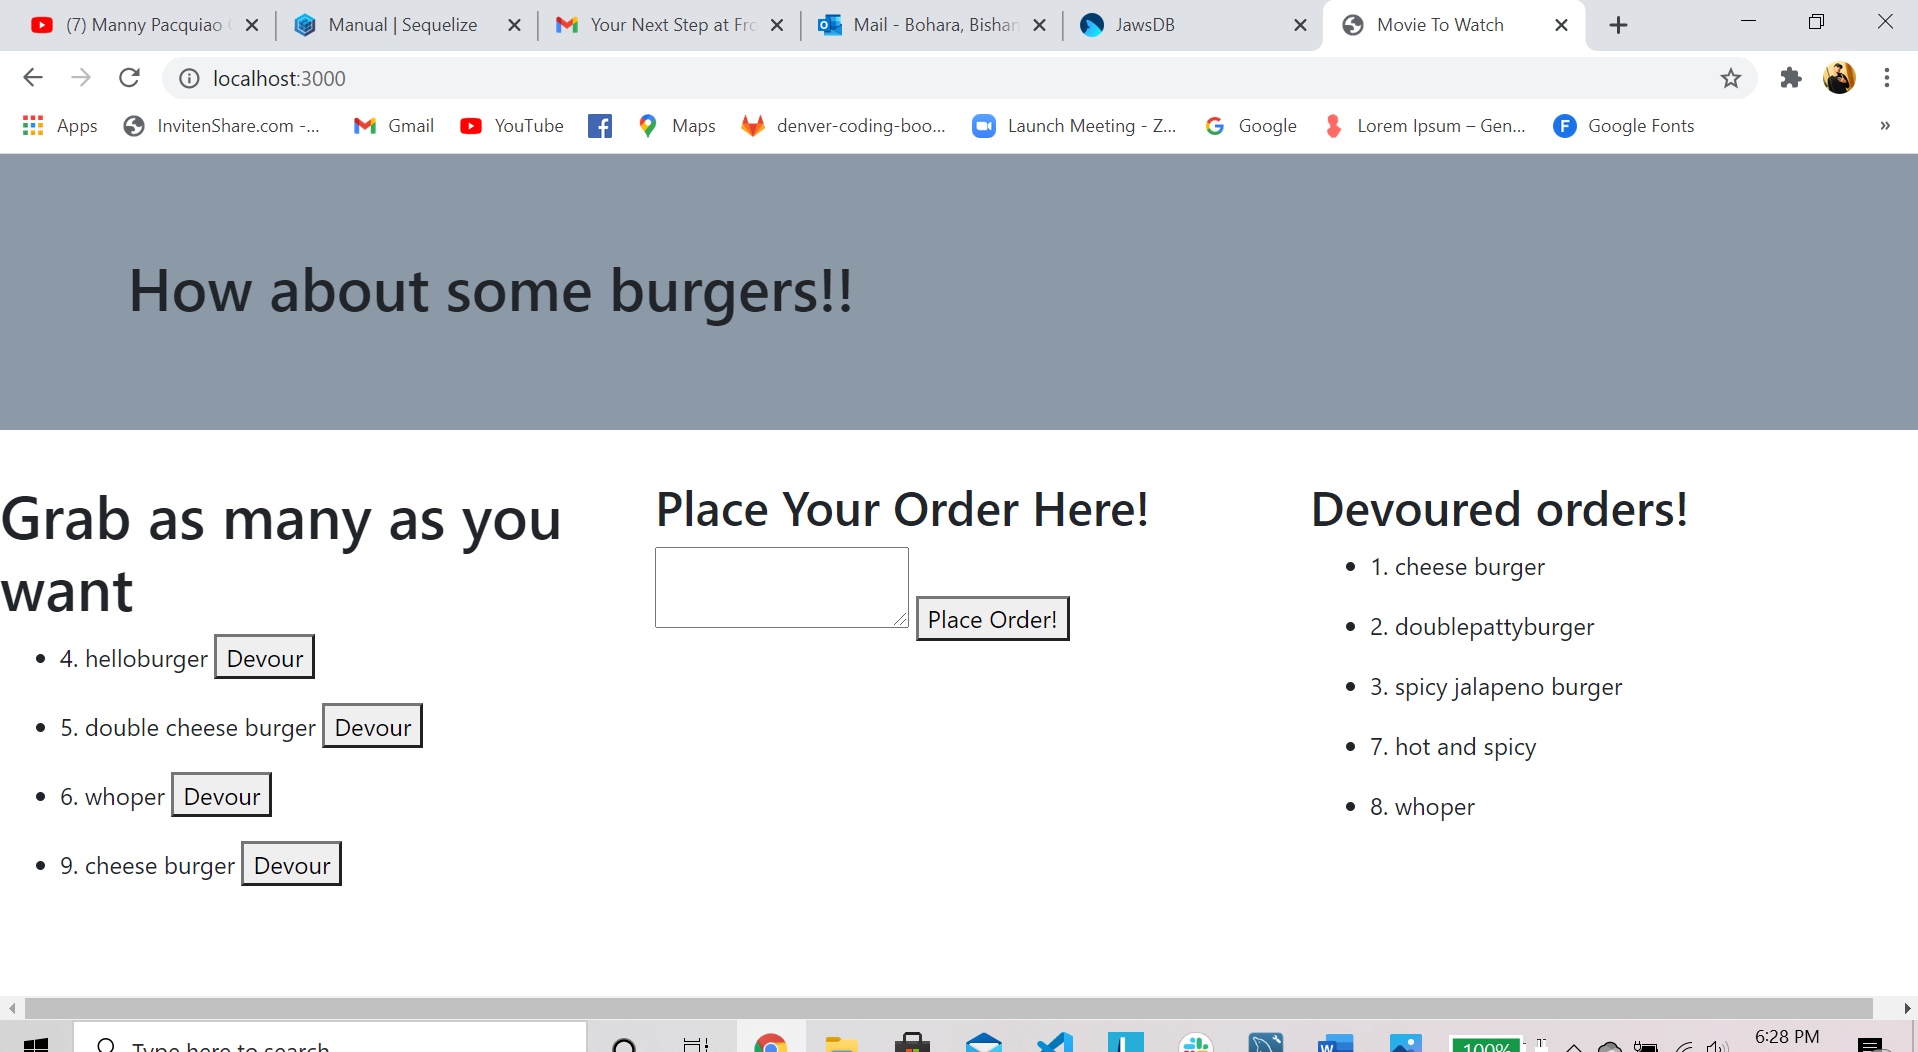 (7) Manny Pacquiao
Manual | Sequelize
Your Next Step at Fro
Mail - Bohara, Bishan
JawsDB
Movie To Watch
localhost:3000
Apps
InvitenShare.com -...
Gmail
YouTube
Maps
denver-coding-boo...
Launch Meeting - Z...
Google
Lorem Ipsum – Gen...
Google Fonts
»
How about some burgers!!
Grab as many as you
want
• 4. helloburger Devour
• 5. double cheese burger Devour
• 6. whoper Devour
• 9. cheese burger Devour
Place Your Order Here!
Place Order!
Devoured orders!
• 1. cheese burger
• 2. doublepattyburger
• 3. spicy jalapeno burger
• 7. hot and spicy
• 8. whoper
Type here to search
100%
6:28 PM